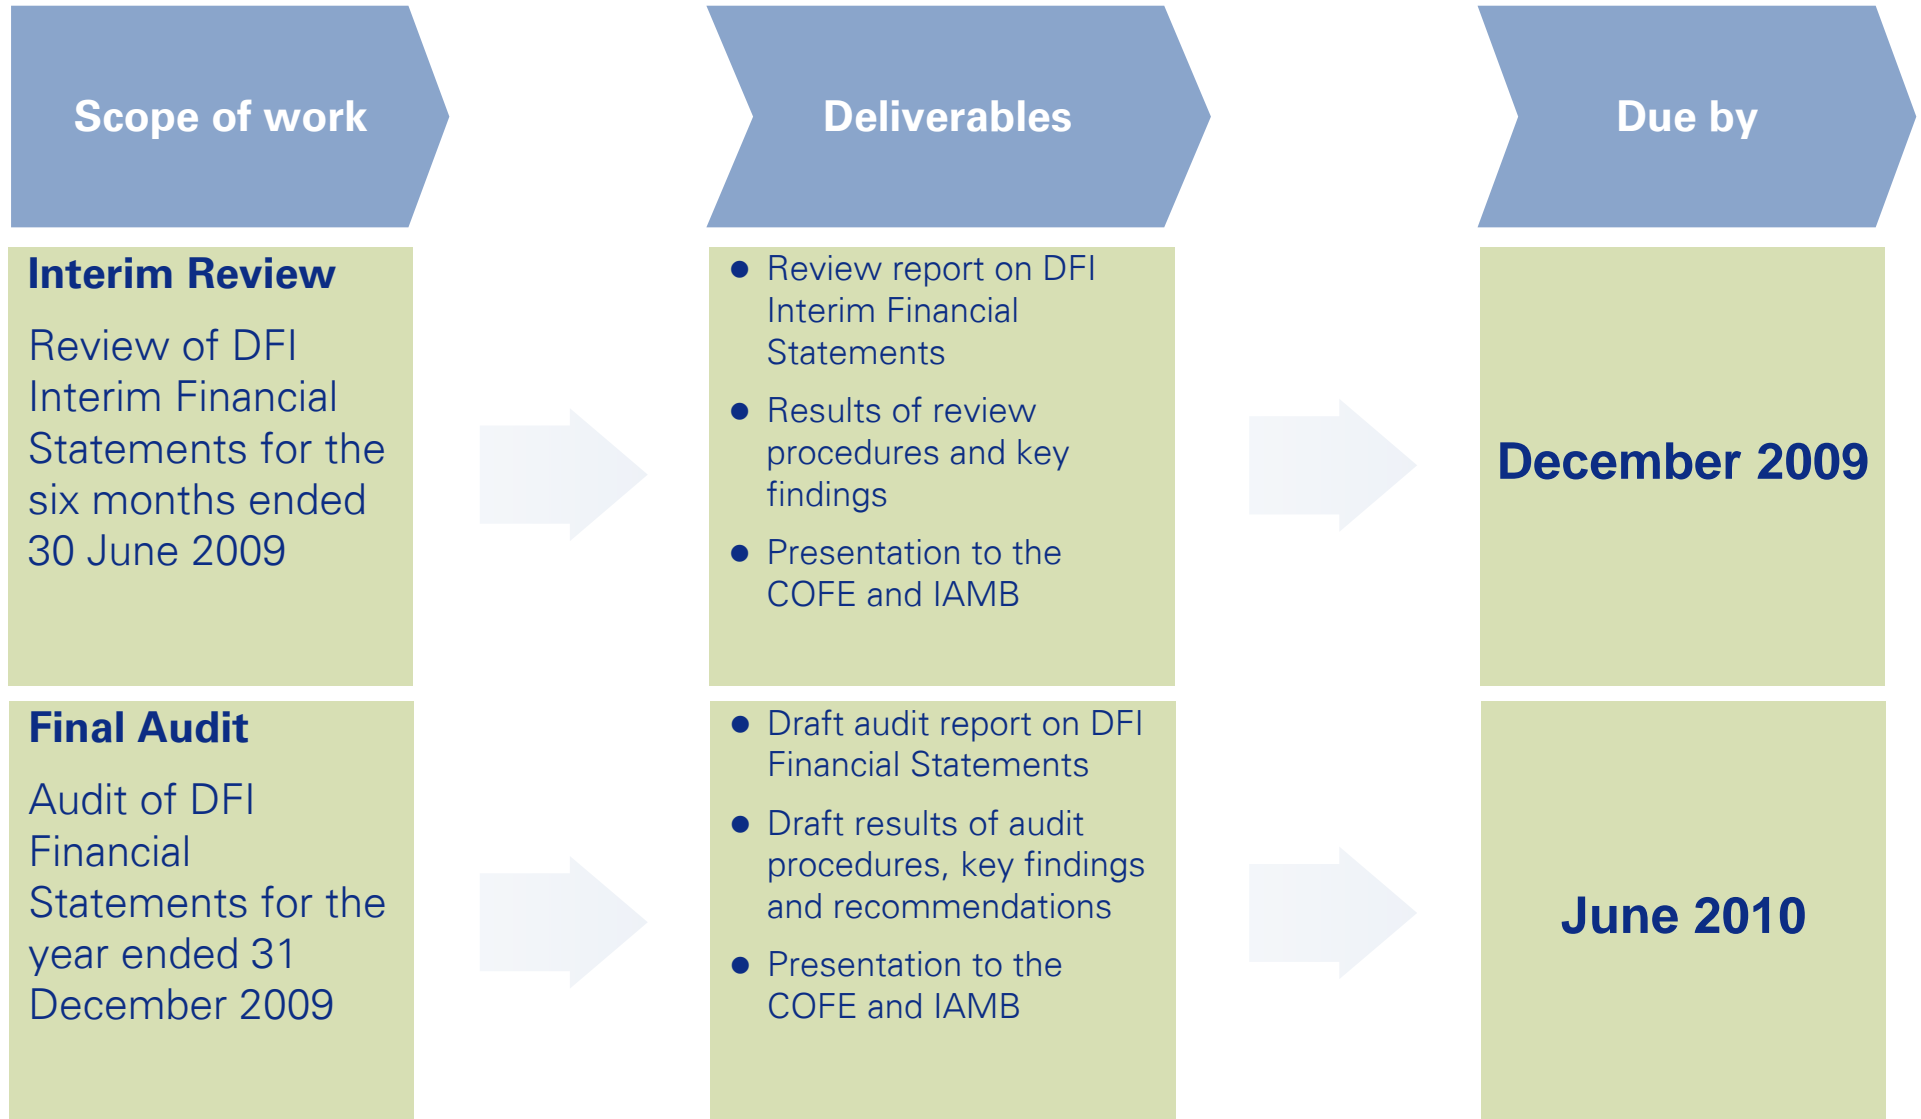 Scope of work
Deliverables
Due by
Interim Review
Review of DFI
Interim Financial
Statements for the
six months ended
30 June 2009
● Review report on DFI
Interim Financial
Statements
● Results of review
procedures and key
findings
● Presentation to the
COFE and IAMB
December 2009
Final Audit
Audit of DFI
Financial
Statements for the
year ended 31
December 2009
● Draft audit report on DFI
Financial Statements
● Draft results of audit
procedures, key findings
and recommendations
● Presentation to the
COFE and IAMB
June 2010